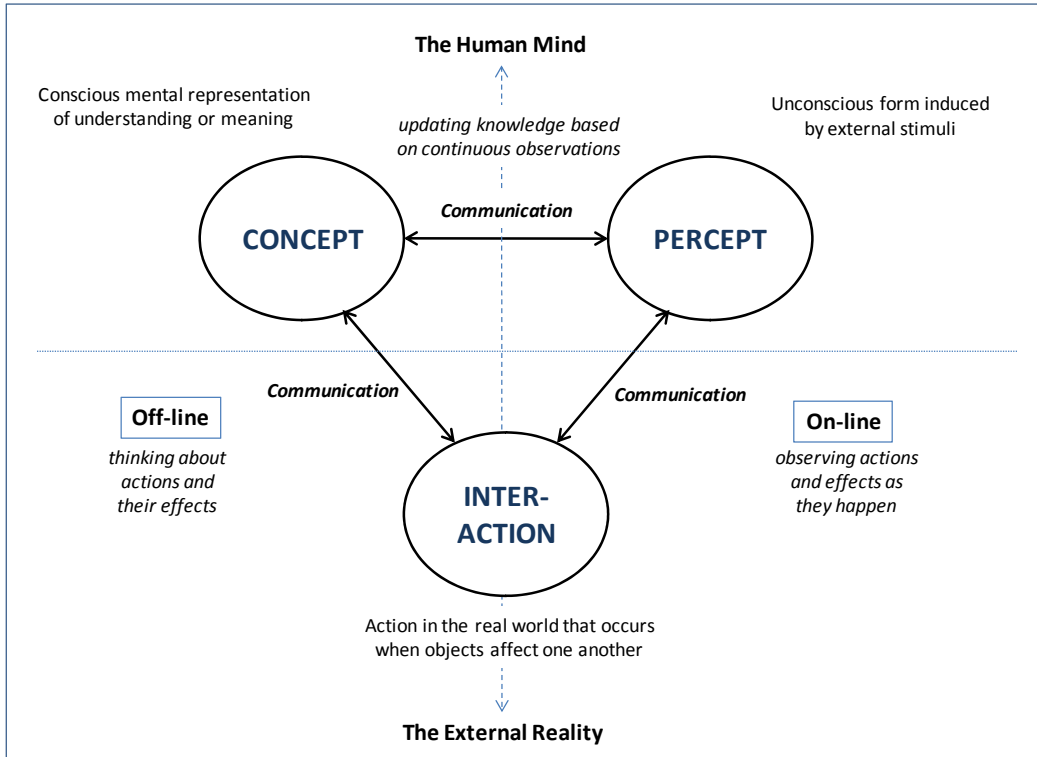 The Human Mind
Conscious mental representation
of understanding or meaning
Unconscious form induced
by external stimuli
updating knowledge based
on continuous observations
Communication
CONCEPT
PERCEPT
Communication
Communication
Off-line
thinking about
actions and
their effects
On-line
observing actions
and effects as
they happen
INTER-
ACTION
Action in the real world that occurs
when objects affect one another
The External Reality